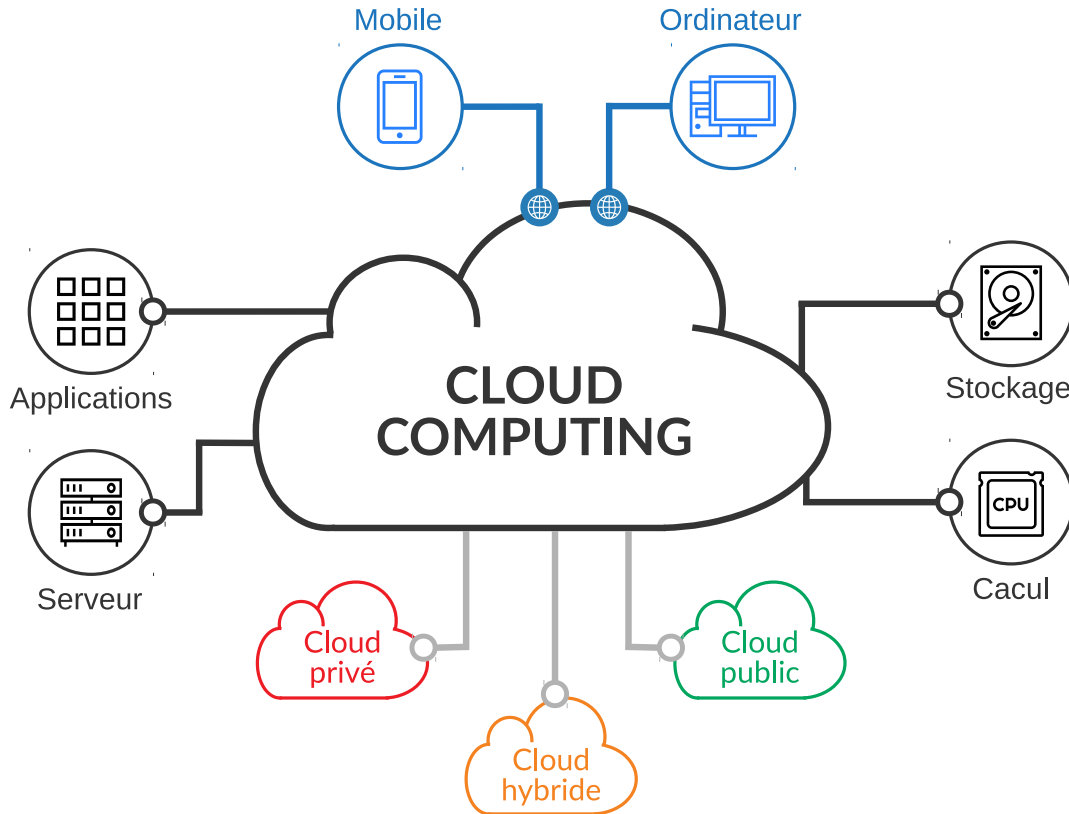 Mobile
Ordinateur
Applications
Stockage
CLOUD
COMPUTING
CPU
Serveur
Cacul
Cloud
privé
Cloud
public
Cloud
hybride